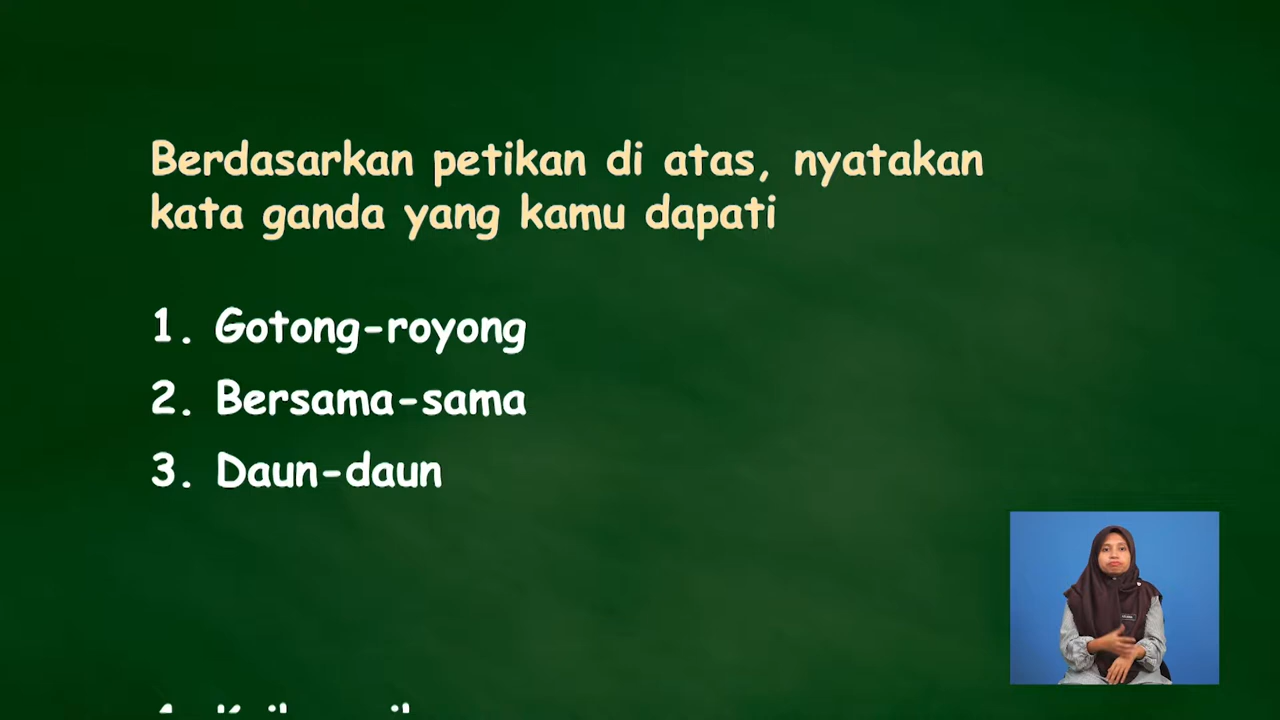 Berdasarkan petikan di atas, nyatakan
kata ganda yang kamu dapati
1. Gotong-royong
2. Bersama-sama
3. Daun-daun